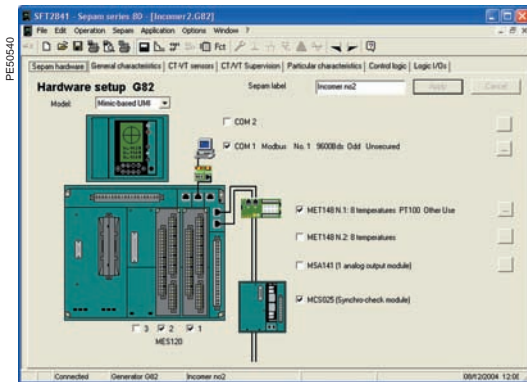 PE50540
SFT2841 - Sepam series 80 - [Incomer2.G82]
File Edit Operation Sepam Application Options Window ?
Fct
Sepam hardware General characteristics CT-VT sensors CT/VT Supervision Particular characteristics Control logic Logic I/Os
Hardware setup G82
Sepam label
Incomer no2
Apply
Cancel
Model:
Mimic-based UMI
COM 2
COM 1 Modbus No. 1 9600Bds Odd Unsecured
MET148 N.1: 8 temperatures PT100 Other Use
MET148 N.2: 8 temperatures
MSA141 (1 analog output module)
MCS025 (Synchro-check module)
3 2 1
MES120
Connected Generator G82 Incomer no2 08/12/2004 12:08